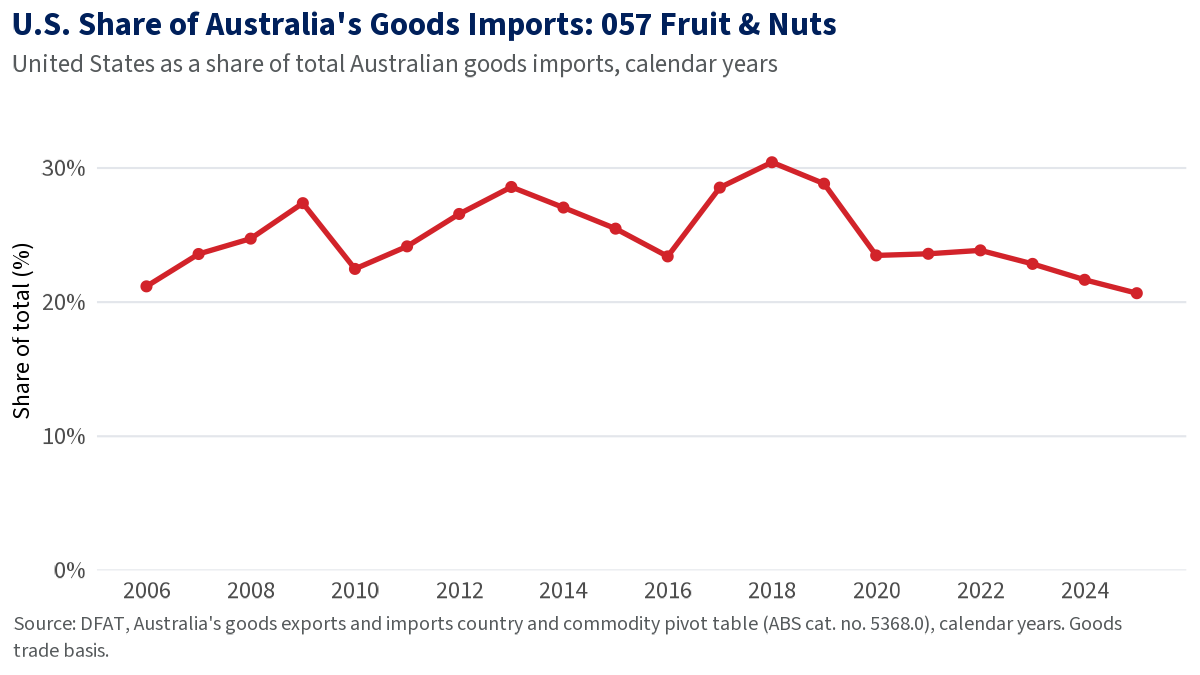 U.S. Share of Australia's Goods Imports: 057 Fruit & Nuts
United States as a share of total Australian goods imports, calendar years
Share of total (%)
30%
20%
10%
0%
2006 2008 2010 2012 2014 2016 2018 2020 2022 2024
Source: DFAT, Australia's goods exports and imports country and commodity pivot table (ABS cat. no. 5368.0), calendar years. Goods
trade basis.